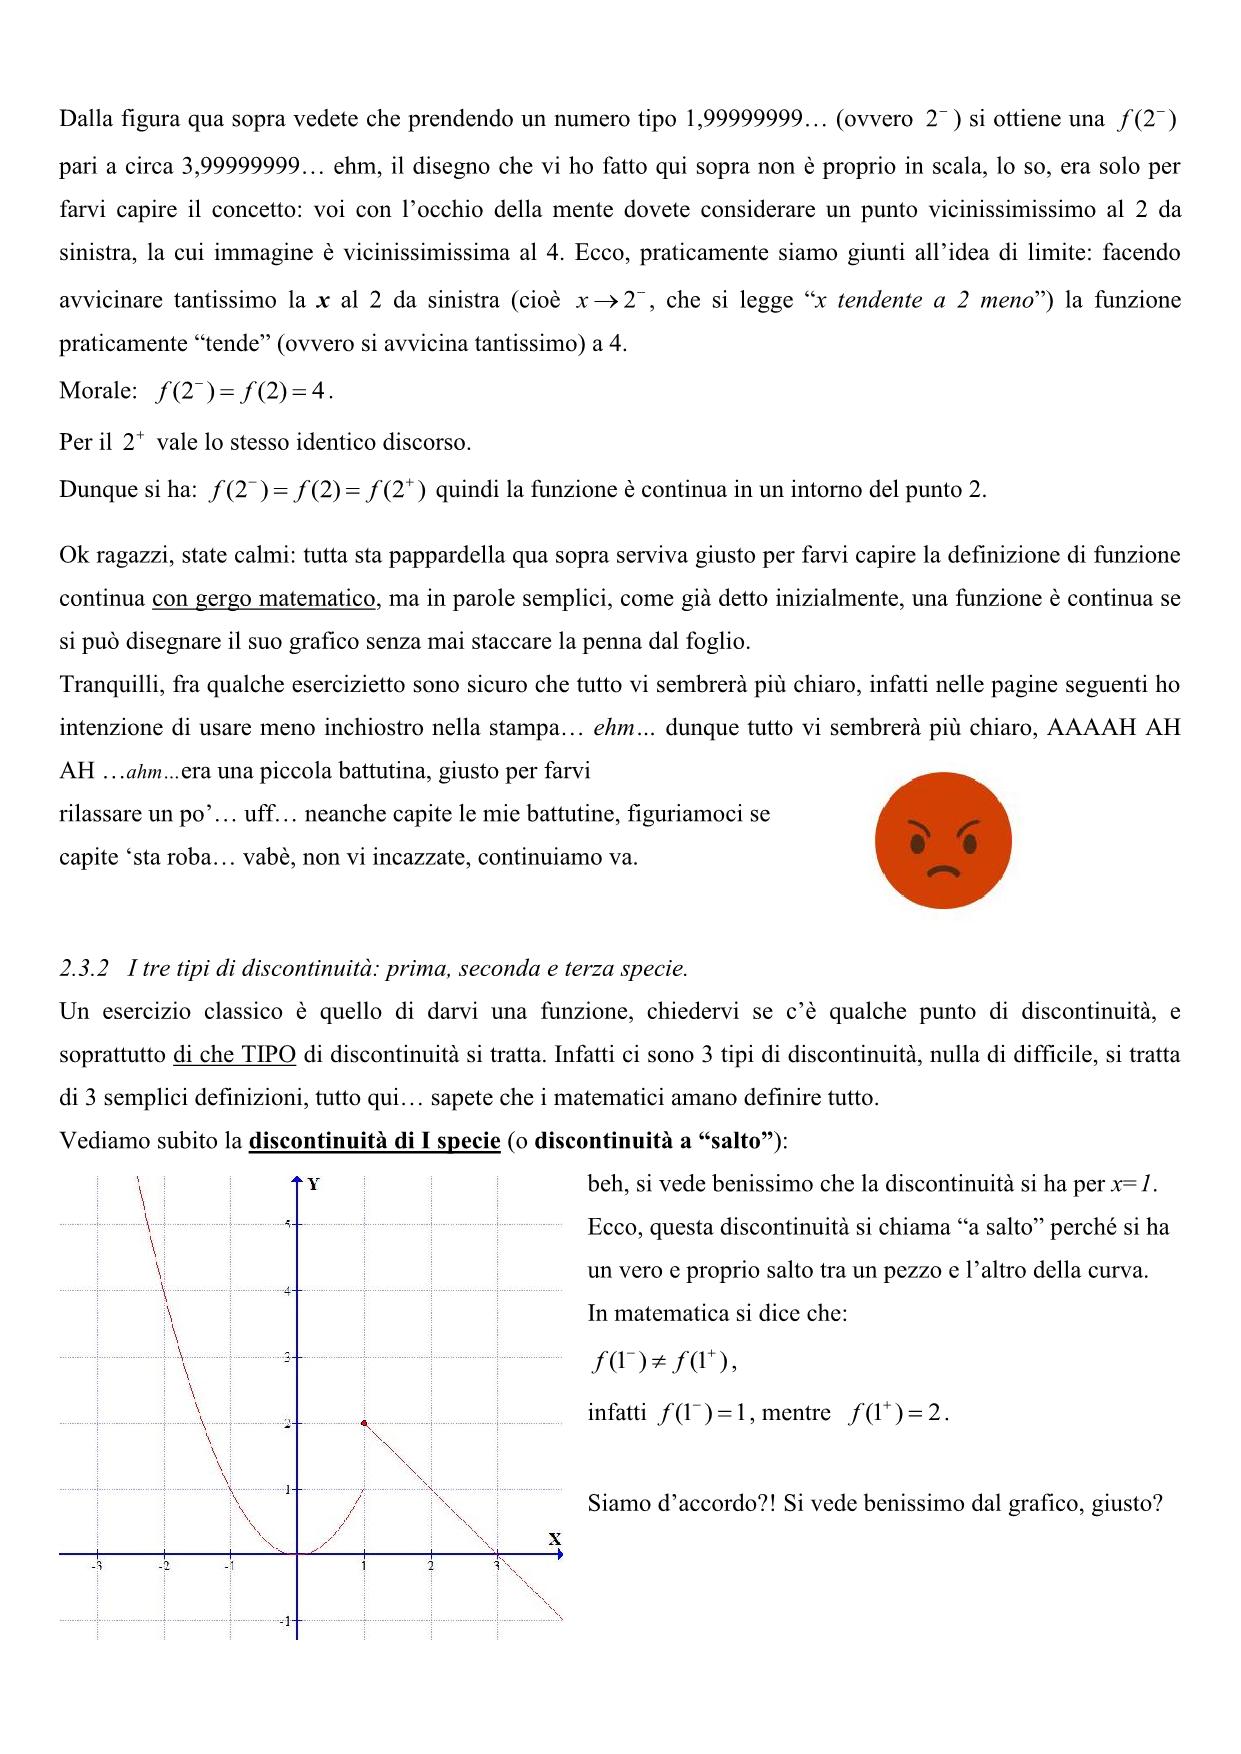 Dalla figura qua sopra vedete che prendendo un numero tipo 1,99999999… (ovvero 2⁻ ) si ottiene una f(2⁻)
pari a circa 3,99999999… ehm, il disegno che vi ho fatto qui sopra non è proprio in scala, lo so, era solo per
farvi capire il concetto: voi con l’occhio della mente dovete considerare un punto vicinissimissimo al 2 da
sinistra, la cui immagine è vicinissimissima al 4. Ecco, praticamente siamo giunti all’idea di limite: facendo
avvicinare tantissimo la x al 2 da sinistra (cioè x → 2⁻, che si legge “x tendente a 2 meno”) la funzione
praticamente “tende” (ovvero si avvicina tantissimo) a 4.
Morale: f(2⁻) = f(2) = 4.
Per il 2⁺ vale lo stesso identico discorso.
Dunque si ha: f(2⁻) = f(2) = f(2⁺) quindi la funzione è continua in un intorno del punto 2.
Ok ragazzi, state calmi: tutta sta pappardella qua sopra serviva giusto per farvi capire la definizione di funzione
continua con gergo matematico, ma in parole semplici, come già detto inizialmente, una funzione è continua se
si può disegnare il suo grafico senza mai staccare la penna dal foglio.
Tranquilli, fra qualche esercizietto sono sicuro che tutto vi sembrerà più chiaro, infatti nelle pagine seguenti ho
intenzione di usare meno inchiostro nella stampa… ehm… dunque tutto vi sembrerà più chiaro, AAAAH AH
AH …ahm…era una piccola battutina, giusto per farvi
rilassare un po’… uff… neanche capite le mie battutine, figuriamoci se
capite ‘sta roba… vabè, non vi incazzate, continuiamo va.
2.3.2 I tre tipi di discontinuità: prima, seconda e terza specie.
Un esercizio classico è quello di darvi una funzione, chiedervi se c’è qualche punto di discontinuità, e
soprattutto di che TIPO di discontinuità si tratta. Infatti ci sono 3 tipi di discontinuità, nulla di difficile, si tratta
di 3 semplici definizioni, tutto qui… sapete che i matematici amano definire tutto.
Vediamo subito la discontinuità di I specie (o discontinuità a “salto”):
beh, si vede benissimo che la discontinuità si ha per x=1.
Ecco, questa discontinuità si chiama “a salto” perché si ha
un vero e proprio salto tra un pezzo e l’altro della curva.
In matematica si dice che:
f(1⁻) ≠ f(1⁺),
infatti f(1⁻) = 1, mentre f(1⁺) = 2.
Siamo d’accordo?! Si vede benissimo dal grafico, giusto?
Y
5
4
3
2
1
X
-3 -2 -1 1 2 3
-1